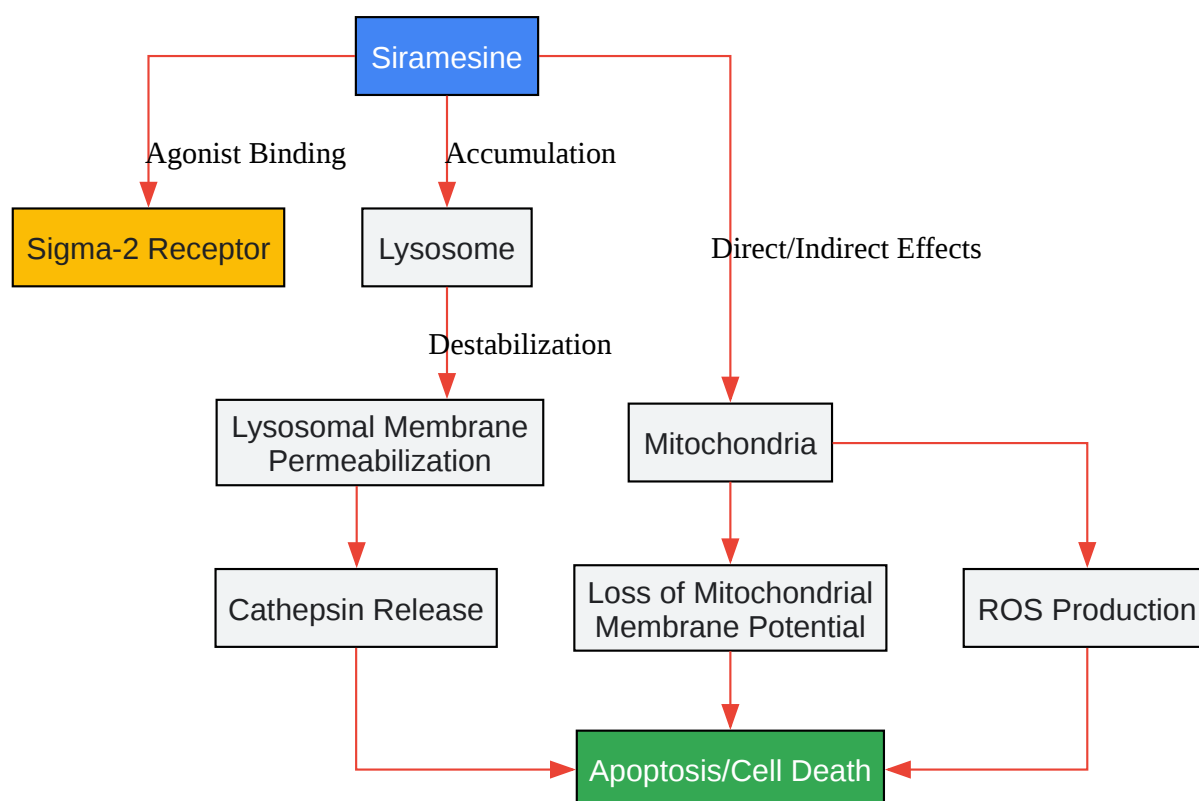 Siramesine
Agonist Binding
Accumulation
Sigma-2 Receptor
Lysosome
Direct/Indirect Effects
Destabilization
Lysosomal Membrane
Permeabilization
Mitochondria
Cathepsin Release
Loss of Mitochondrial
Membrane Potential
ROS Production
Apoptosis/Cell Death